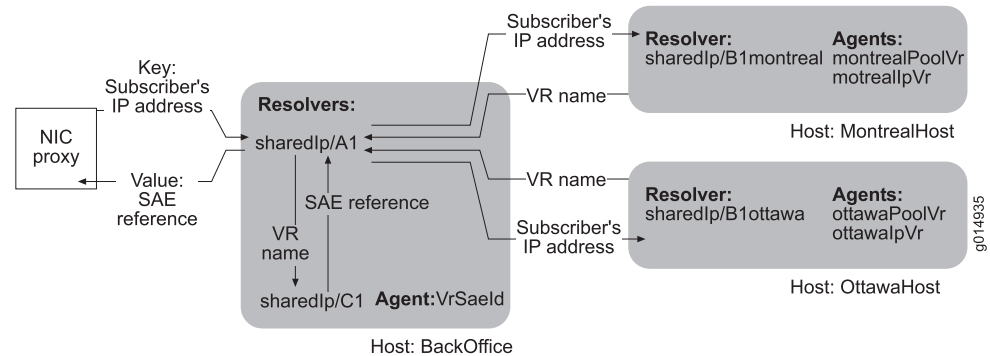 Key:
Subscriber's
IP address
NIC
proxy
Value:
SAE
reference
Resolvers:
sharedIp/A1
SAE reference
VR
name
sharedIp/C1 Agent:VrSaeId
Host: BackOffice
Subscriber's
IP address
VR name
VR name
Subscriber's
IP address
Resolver: Agents:
sharedIp/B1montreal montrealPoolVr
motrealIpVr
Host: MontrealHost
Resolver: Agents:
sharedIp/B1ottawa ottawaPoolVr
ottawaIpVr
Host: OttawaHost
g014935